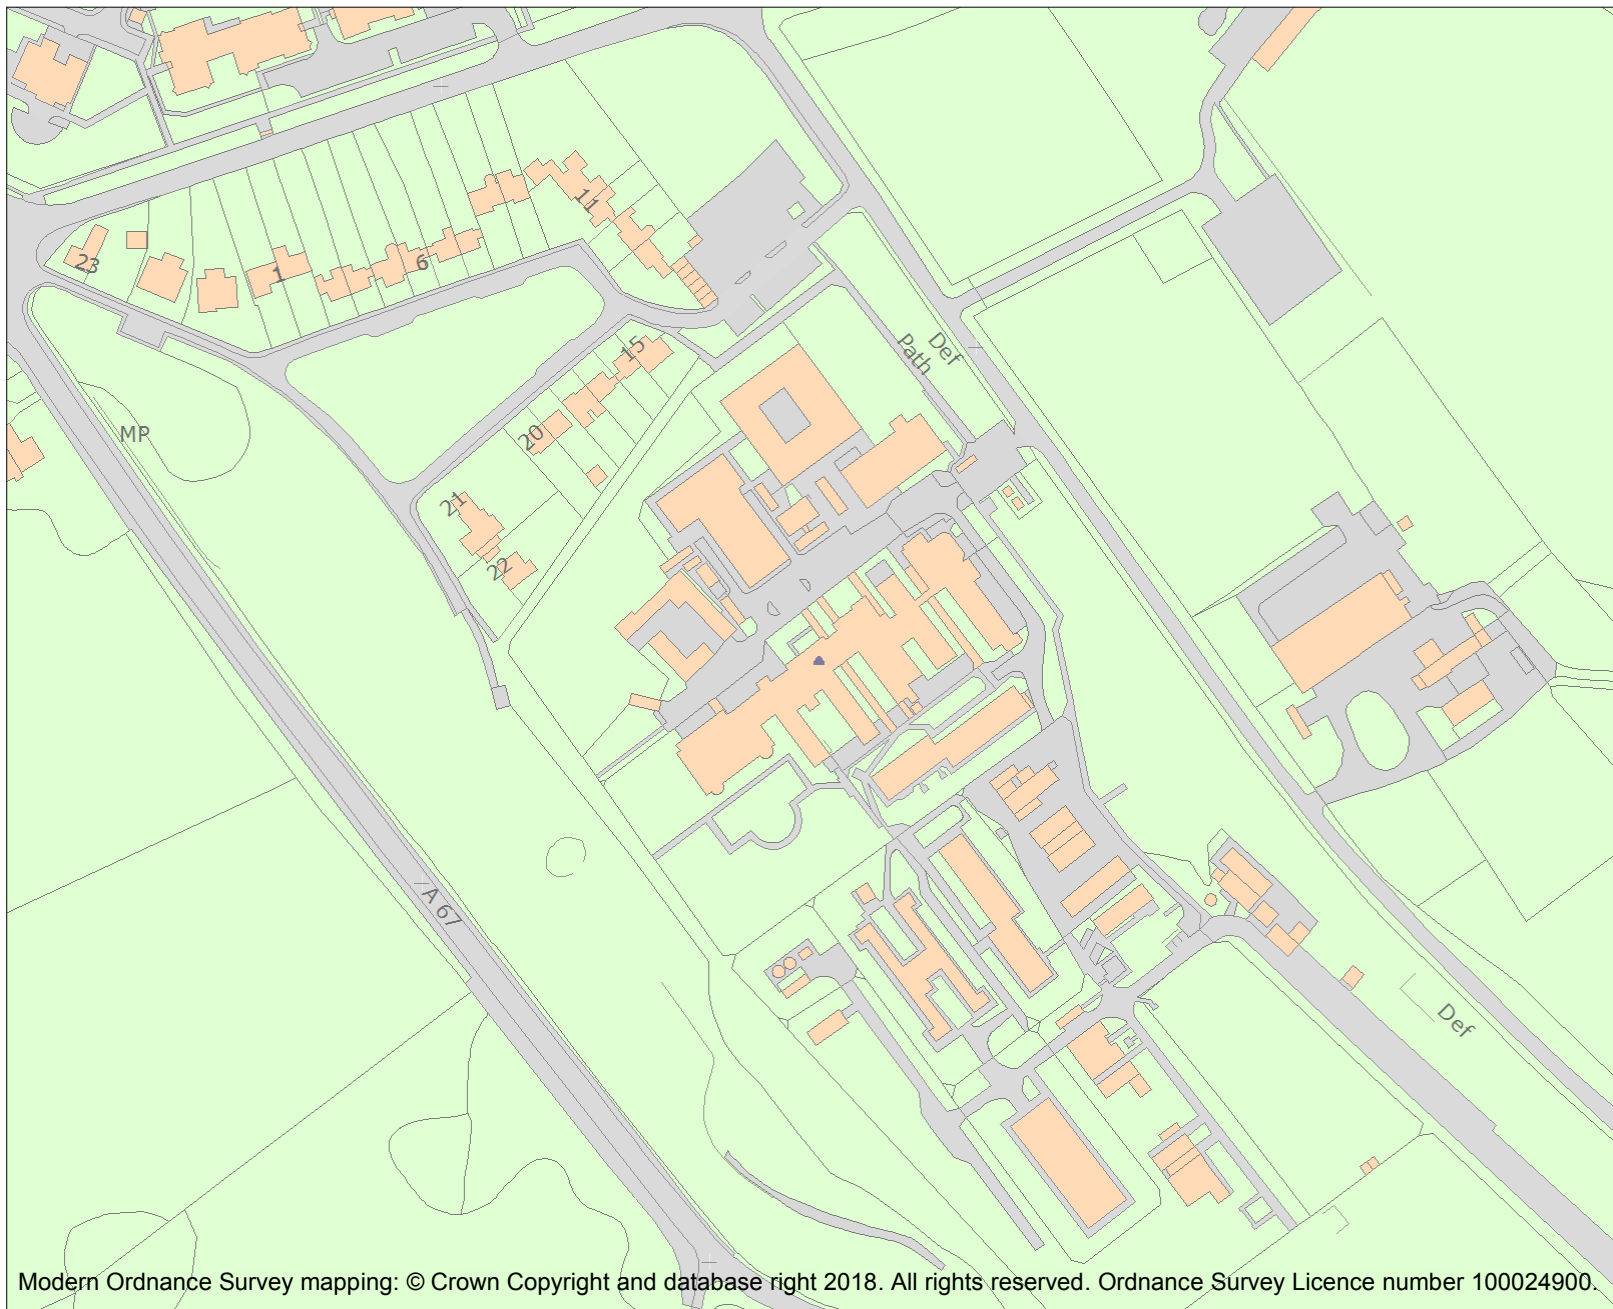 11
23
1
6
Def
Path
15
20
MP
21
22
A 67
Def
Modern Ordnance Survey mapping: © Crown Copyright and database right 2018. All rights reserved. Ordnance Survey Licence number 100024900.